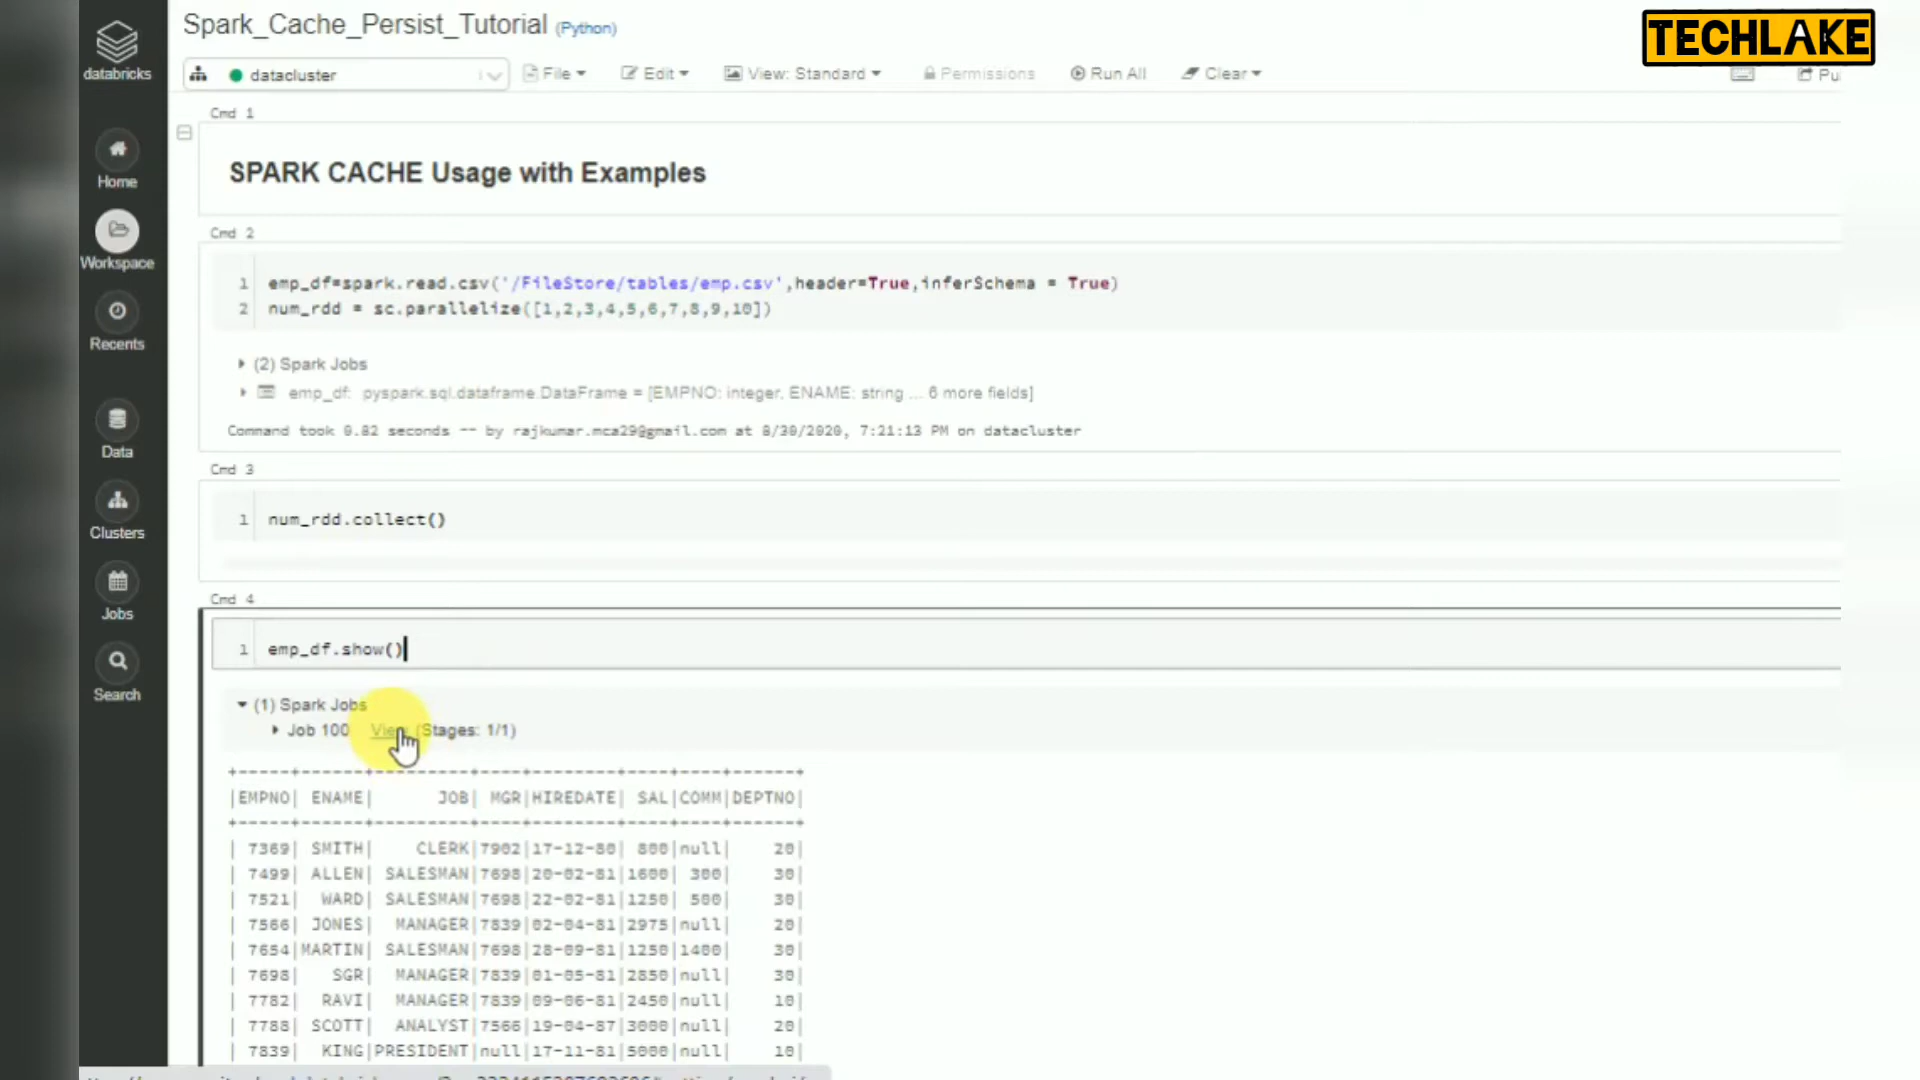 Spark_Cache_Persist_Tutorial (Python)
TECHLAKE
databricks
datacluster
File
Edit
View: Standard
Permissions
Run All
Clear
Pu
Home
Workspace
Recents
Data
Clusters
Jobs
Search
Cmd 1
SPARK CACHE Usage with Examples
Cmd 2
1 emp_df=spark.read.csv('/FileStore/tables/emp.csv',header=True,inferSchema = True)
2 num_rdd = sc.parallelize([1,2,3,4,5,6,7,8,9,10])
(2) Spark Jobs
emp_df: pyspark.sql.dataframe.DataFrame = [EMPNO: integer, ENAME: string ... 6 more fields]
Command took 0.82 seconds -- by rajkumar.mca29@gmail.com at 8/30/2020, 7:21:13 PM on datacluster
Cmd 3
1 num_rdd.collect()
Cmd 4
1 emp_df.show()
(1) Spark Jobs
Job 100 View (Stages: 1/1)
+-----+------+---------+----+--------+----+----+------+
|EMPNO| ENAME|      JOB| MGR|HIREDATE| SAL|COMM|DEPTNO|
+-----+------+---------+----+--------+----+----+------+
| 7369| SMITH|    CLERK|7902|17-12-80| 800|null|    20|
| 7499| ALLEN| SALESMAN|7698|20-02-81|1600| 300|    30|
| 7521|  WARD| SALESMAN|7698|22-02-81|1250| 500|    30|
| 7566| JONES|  MANAGER|7839|02-04-81|2975|null|    20|
| 7654|MARTIN| SALESMAN|7698|28-09-81|1250|1400|    30|
| 7698|   SGR|  MANAGER|7839|01-05-81|2850|null|    30|
| 7782|  RAVI|  MANAGER|7839|09-06-81|2450|null|    10|
| 7788| SCOTT|  ANALYST|7566|19-04-87|3000|null|    20|
| 7839|  KING|PRESIDENT|null|17-11-81|5000|null|    10|